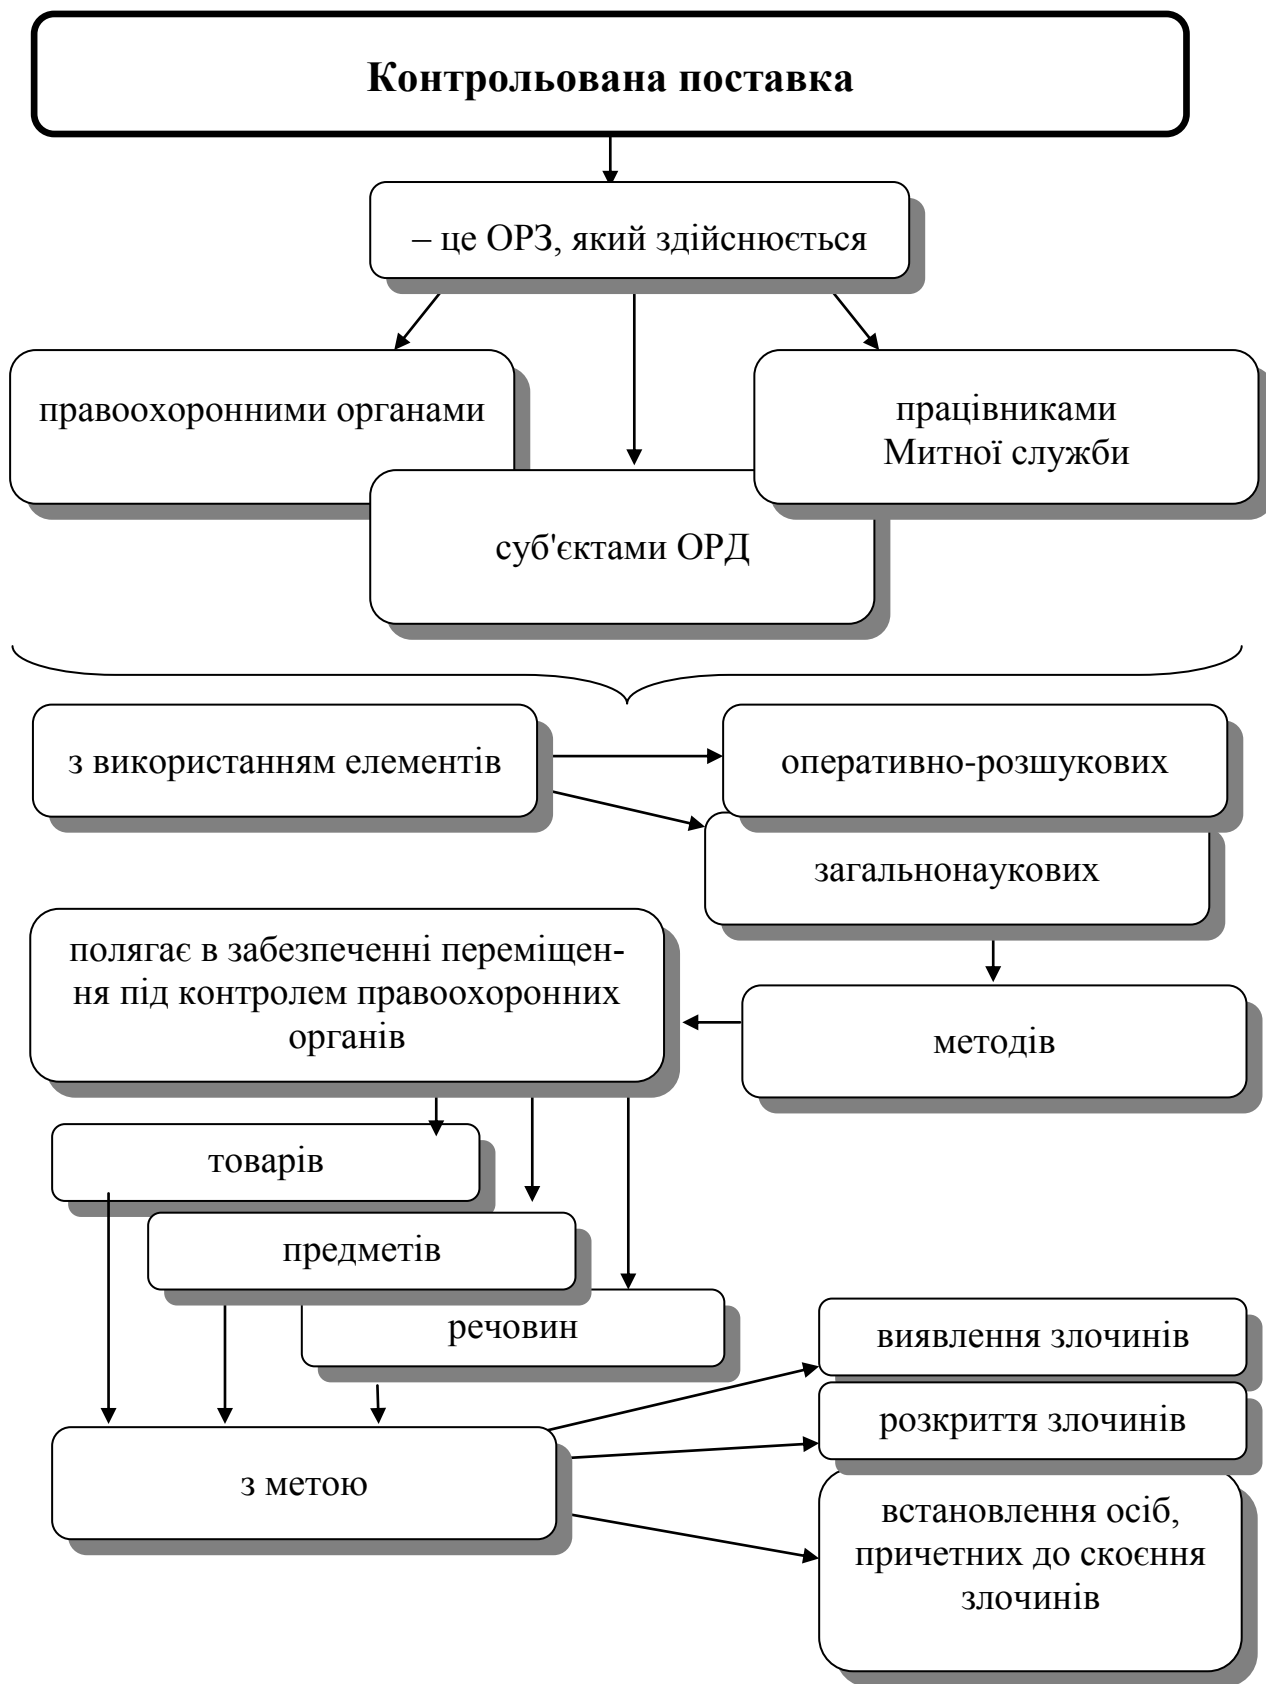 Контрольована поставка
– це ОРЗ, який здійснюється
правоохоронними органами
працівниками
Митної служби
суб'єктами ОРД
з використанням елементів
оперативно-розшукових
загальнонаукових
полягає в забезпеченні переміщен-
ня під контролем правоохоронних
органів
методів
товарів
предметів
речовин
виявлення злочинів
розкриття злочинів
з метою
встановлення осіб,
причетних до скоєння
злочинів